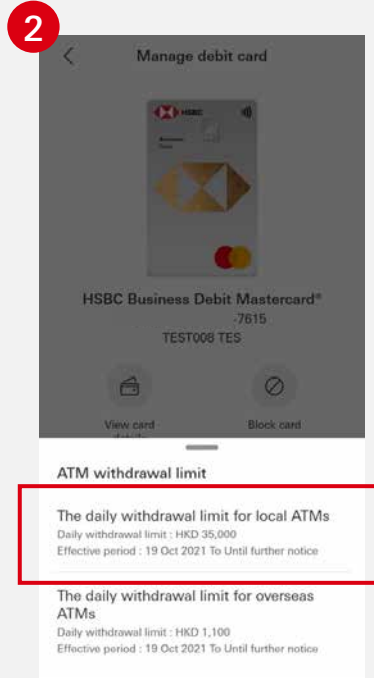 2
Manage debit card
HSBC
HSBC Business Debit Mastercard®
-7615
TEST008 TES
View card
details
Block card
ATM withdrawal limit
The daily withdrawal limit for local ATMs
Daily withdrawal limit : HKD 35,000
Effective period : 19 Oct 2021 To Until further notice
The daily withdrawal limit for overseas
ATMs
Daily withdrawal limit : HKD 1,100
Effective period : 19 Oct 2021 To Until further notice